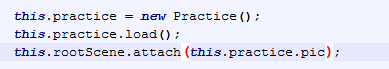 this.practice = new Practice();
this.practice.load();
this.rootScene.attach(this.practice.pic);